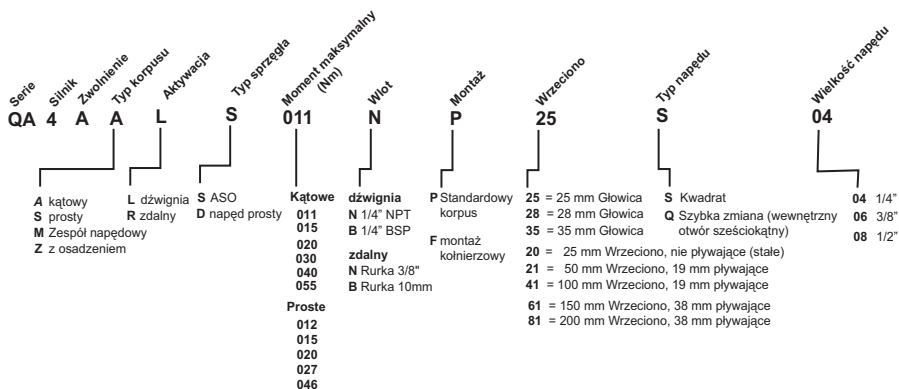 Serie
Silnik
Zwolnienie
Typ korpusu
Aktywacja
Typ sprzęgła
Moment maksymalny
(Nm)
Wlot
Montaż
Wrzeciono
Typ napędu
Wielkość napędu
QA 4 A A L S 011 N P 25 S 04
A kątowy
S prosty
M Zespół napędowy
Z z osadzeniem
L dźwignia
R zdalny
S ASO
D napęd prosty
Kątowe
011
015
020
030
040
055
Proste
012
015
020
027
046
dźwignia
N 1/4” NPT
B 1/4” BSP
zdalny
N Rurka 3/8"
B Rurka 10mm
P Standardowy
korpus
F montaż
kołnierzowy
25 = 25 mm Głowica
28 = 28 mm Głowica
35 = 35 mm Głowica
20 = 25 mm Wrzeciono, nie pływające (stałe)
21 = 50 mm Wrzeciono, 19 mm pływające
41 = 100 mm Wrzeciono, 19 mm pływające
61 = 150 mm Wrzeciono, 38 mm pływające
81 = 200 mm Wrzeciono, 38 mm pływające
S Kwadrat
Q Szybka zmiana (wewnętrzny
otwór sześciokątny)
04 1/4”
06 3/8”
08 1/2”